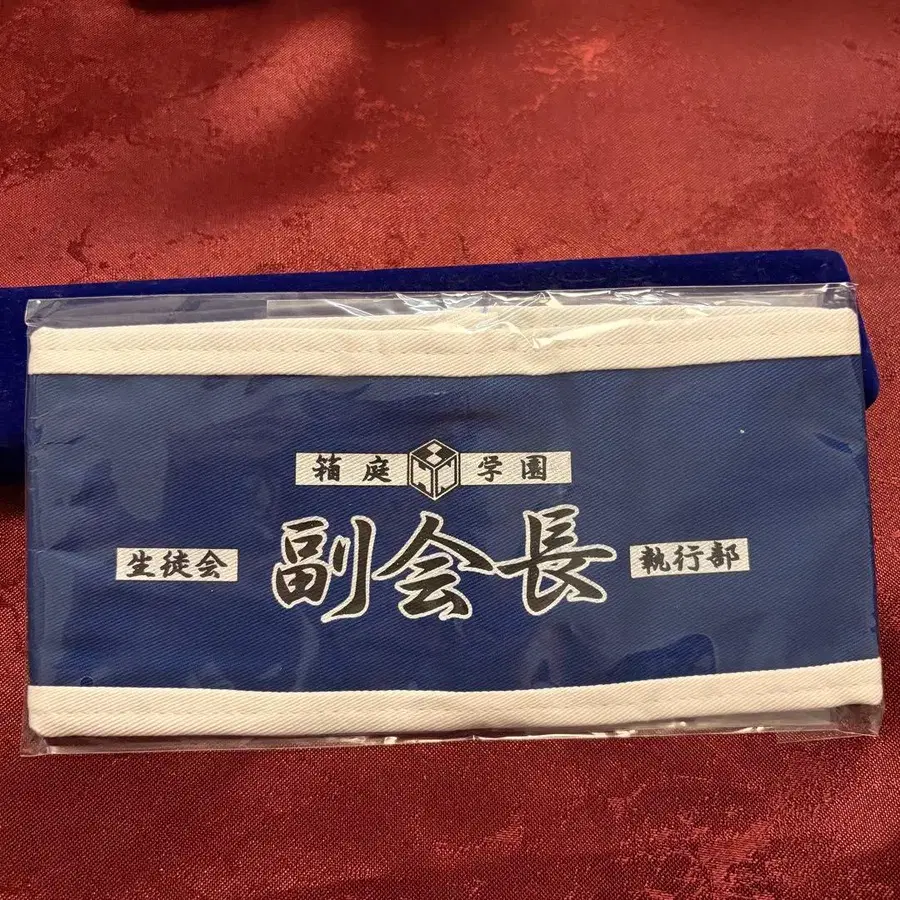 箱庭学園
生徒会 副会長 執行部